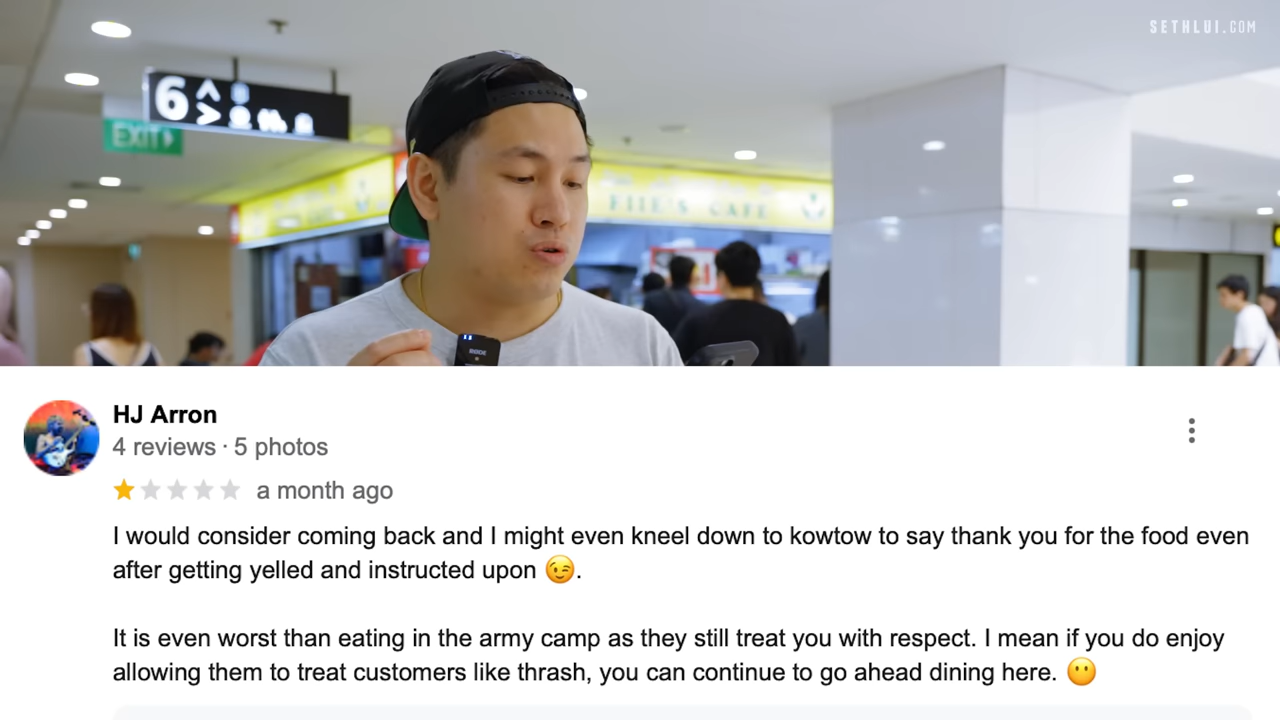 SETHLUI.COM
6
EXIT
FIIE'S CAFE
HJ Arron
4 reviews · 5 photos
a month ago
I would consider coming back and I might even kneel down to kowtow to say thank you for the food even
after getting yelled and instructed upon 😉.
It is even worst than eating in the army camp as they still treat you with respect. I mean if you do enjoy
allowing them to treat customers like thrash, you can continue to go ahead dining here. 😶